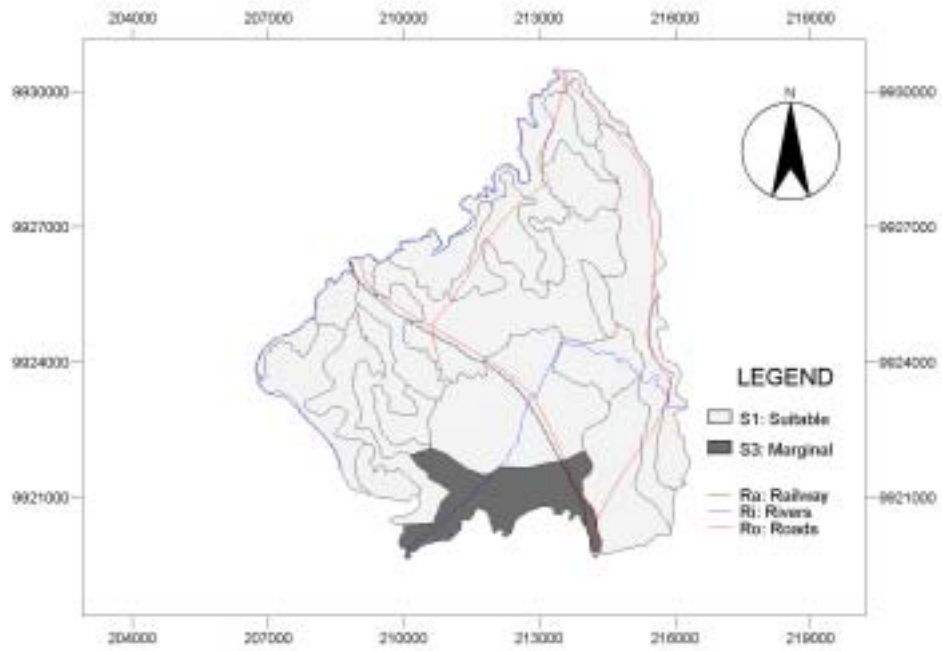 204000 207000 210000 213000 216000 219000
9930000 9930000
N
9927000 9927000
9924000 9924000
LEGEND
S1: Suitable
S3: Marginal
9921000 9921000
Ra: Railway
Ri: Rivers
Ro: Roads
204000 207000 210000 213000 216000 219000